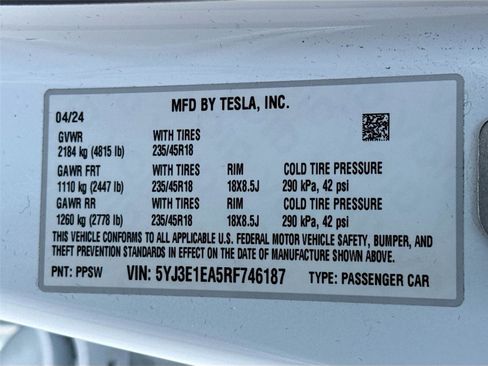 MFD BY TESLA, INC.
04/24
GVWR WITH TIRES
2184 kg (4815 lb) 235/45R18
GAWR FRT WITH TIRES RIM COLD TIRE PRESSURE
1110 kg (2447 lb) 235/45R18 18X8.5J 290 kPa, 42 psi
GAWR RR WITH TIRES RIM COLD TIRE PRESSURE
1260 kg (2778 lb) 235/45R18 18X8.5J 290 kPa, 42 psi
THIS VEHICLE CONFORMS TO ALL APPLICABLE U.S. FEDERAL MOTOR VEHICLE SAFETY, BUMPER, AND
THEFT PREVENTION STANDARDS IN EFFECT ON THE DATE OF MANUFACTURE SHOWN ABOVE.
PNT: PPSW VIN: 5YJ3E1EA5RF746187 TYPE: PASSENGER CAR